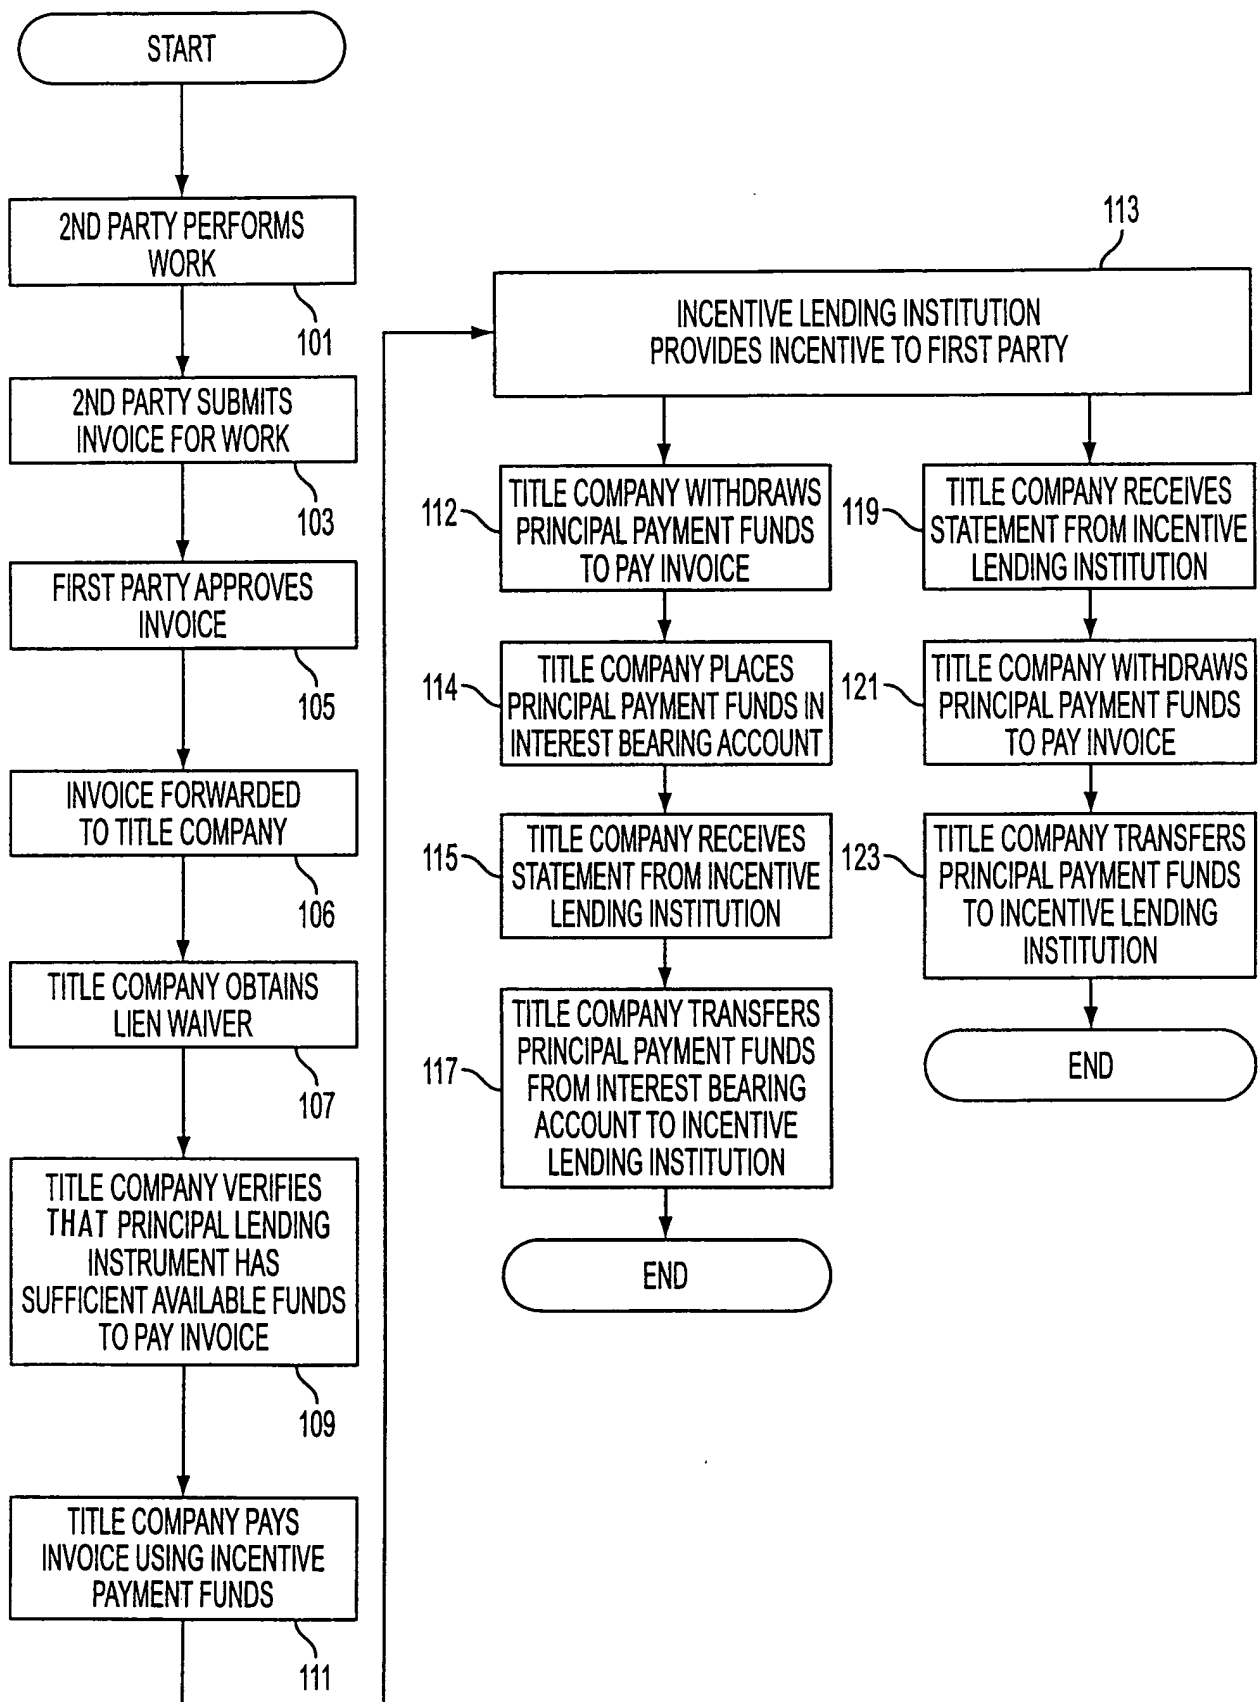 START
2ND PARTY PERFORMS
WORK
101
2ND PARTY SUBMITS
INVOICE FOR WORK
103
FIRST PARTY APPROVES
INVOICE
105
INVOICE FORWARDED
TO TITLE COMPANY
106
TITLE COMPANY OBTAINS
LIEN WAIVER
107
TITLE COMPANY VERIFIES
THAT PRINCIPAL LENDING
INSTRUMENT HAS
SUFFICIENT AVAILABLE FUNDS
TO PAY INVOICE
109
TITLE COMPANY PAYS
INVOICE USING INCENTIVE
PAYMENT FUNDS
111
113
INCENTIVE LENDING INSTITUTION
PROVIDES INCENTIVE TO FIRST PARTY
112
TITLE COMPANY WITHDRAWS
PRINCIPAL PAYMENT FUNDS
TO PAY INVOICE
114
TITLE COMPANY PLACES
PRINCIPAL PAYMENT FUNDS IN
INTEREST BEARING ACCOUNT
115
TITLE COMPANY RECEIVES
STATEMENT FROM INCENTIVE
LENDING INSTITUTION
117
TITLE COMPANY TRANSFERS
PRINCIPAL PAYMENT FUNDS
FROM INTEREST BEARING
ACCOUNT TO INCENTIVE
LENDING INSTITUTION
END
119
TITLE COMPANY RECEIVES
STATEMENT FROM INCENTIVE
LENDING INSTITUTION
121
TITLE COMPANY WITHDRAWS
PRINCIPAL PAYMENT FUNDS
TO PAY INVOICE
123
TITLE COMPANY TRANSFERS
PRINCIPAL PAYMENT FUNDS
TO INCENTIVE LENDING
INSTITUTION
END